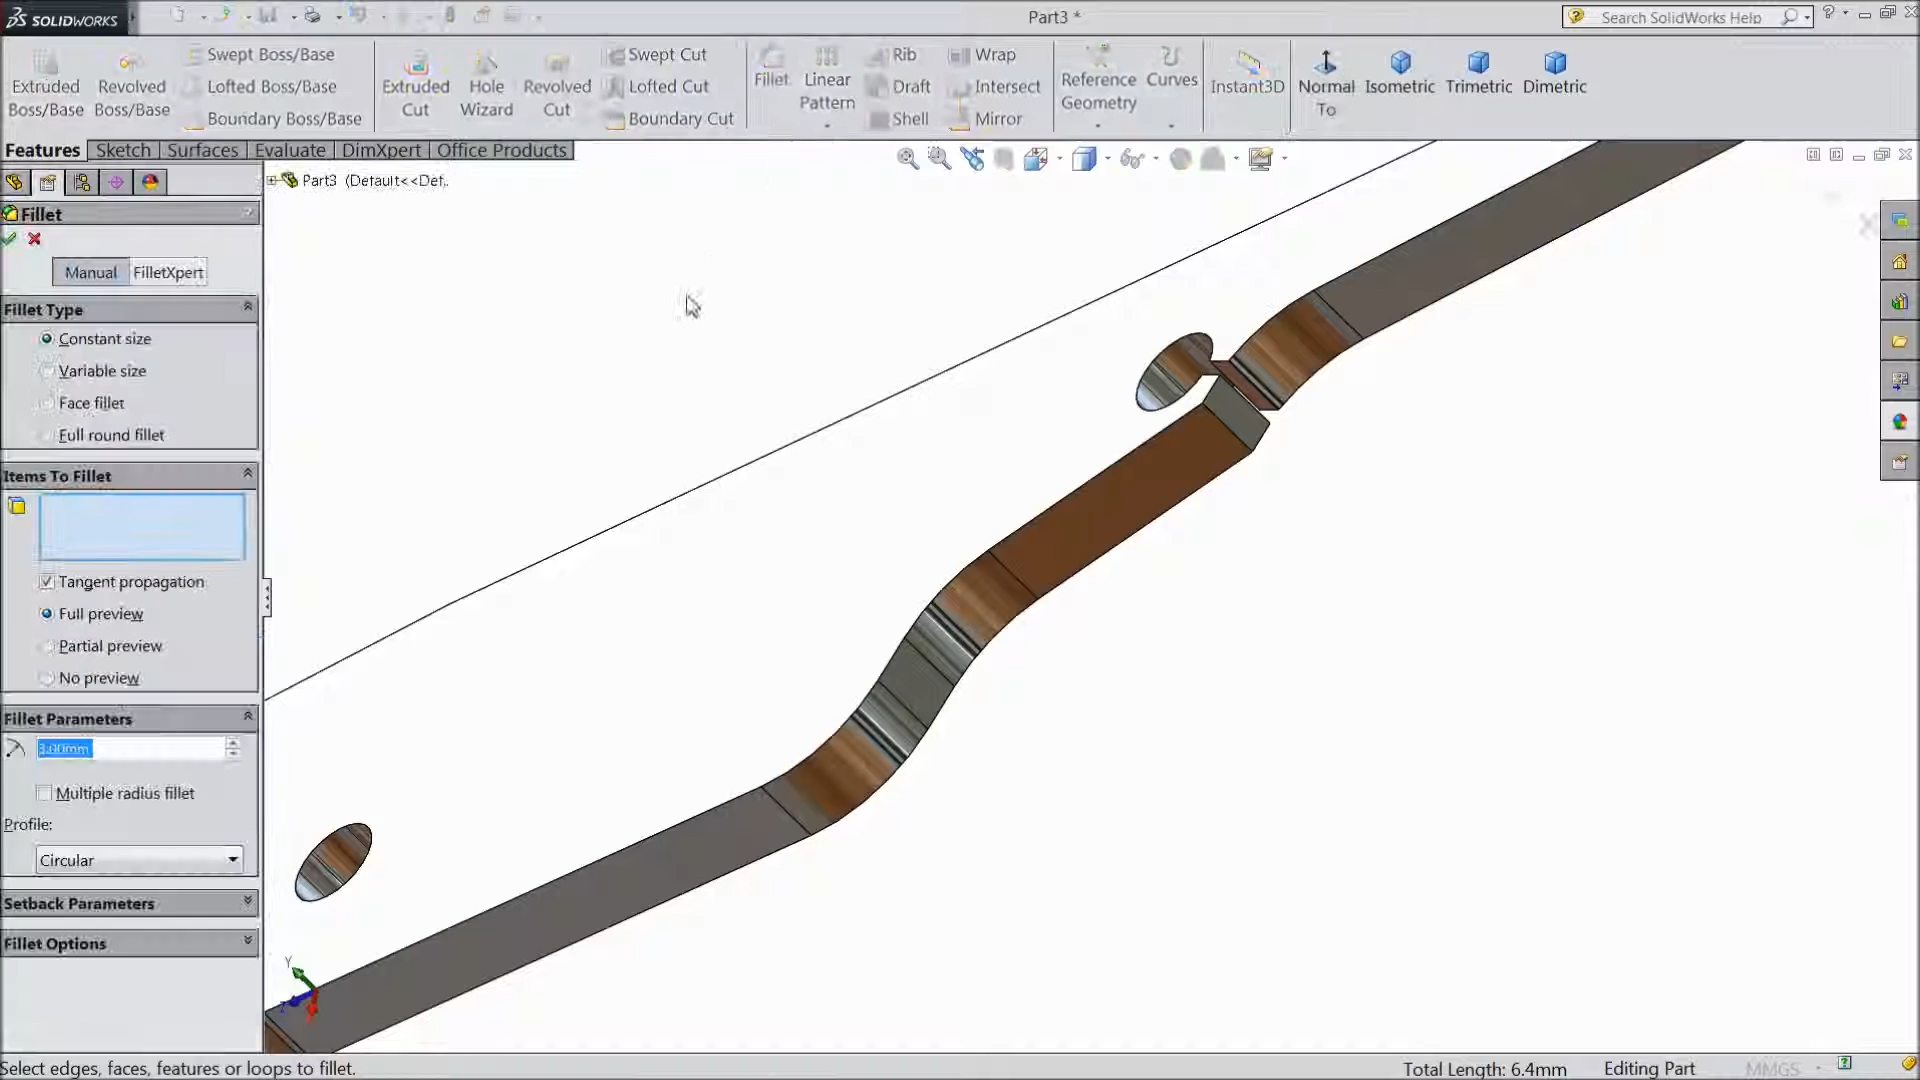 SOLIDWORKS
Part3 *
Search SolidWorks Help
Extruded Boss/Base
Revolved Boss/Base
Swept Boss/Base
Lofted Boss/Base
Boundary Boss/Base
Extruded Cut
Hole Wizard
Revolved Cut
Swept Cut
Lofted Cut
Boundary Cut
Fillet
Linear Pattern
Rib
Draft
Shell
Wrap
Intersect
Mirror
Reference Geometry
Curves
Instant3D
Normal To
Isometric
Trimetric
Dimetric
Features
Sketch
Surfaces
Evaluate
DimXpert
Office Products
Part3 (Default<<Def..
Fillet
Manual
FilletXpert
Fillet Type
Constant size
Variable size
Face fillet
Full round fillet
Items To Fillet
Tangent propagation
Full preview
Partial preview
No preview
Fillet Parameters
3.00mm
Multiple radius fillet
Profile:
Circular
Setback Parameters
Fillet Options
Y
Select edges, faces, features or loops to fillet.
Total Length: 6.4mm
Editing Part
MMGS